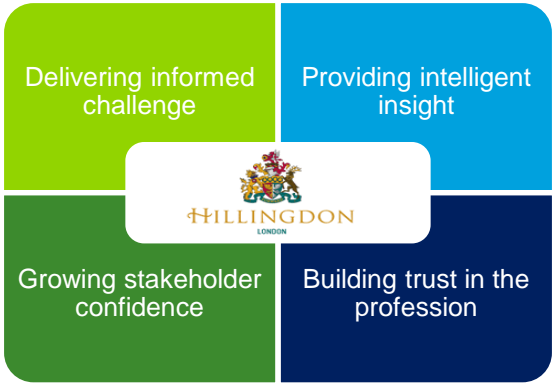 Delivering informed
challenge
Providing intelligent
insight
HILLINGDON
LONDON
Growing stakeholder
confidence
Building trust in the
profession